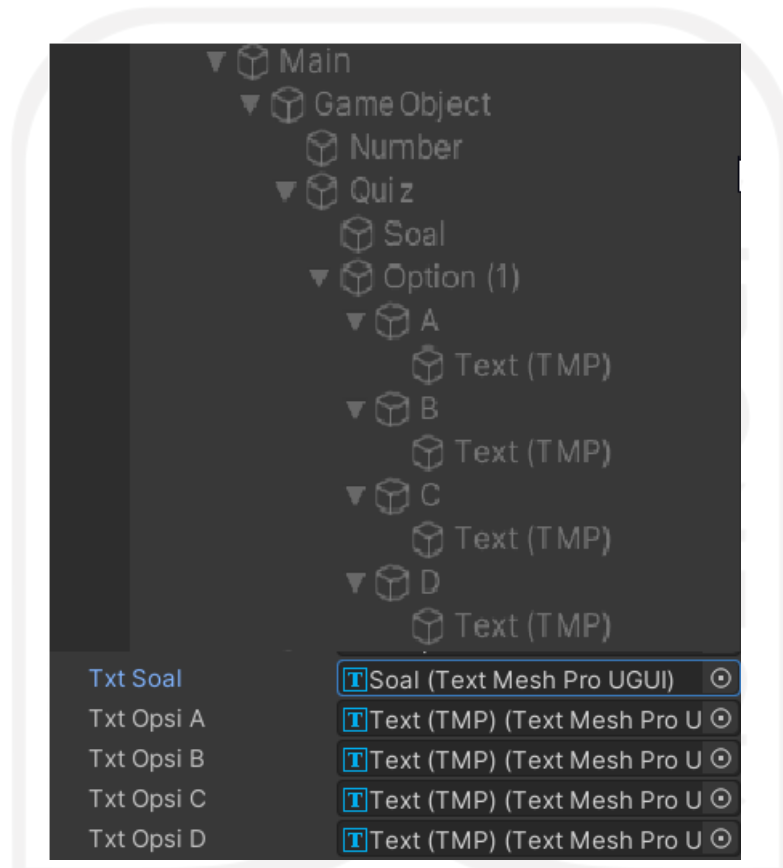 Main
GameObject
Number
Quiz
Soal
Option (1)
A
Text (TMP)
B
Text (TMP)
C
Text (TMP)
D
Text (TMP)
Txt Soal Soal (Text Mesh Pro UGUI)
Txt Opsi A Text (TMP) (Text Mesh Pro U
Txt Opsi B Text (TMP) (Text Mesh Pro U
Txt Opsi C Text (TMP) (Text Mesh Pro U
Txt Opsi D Text (TMP) (Text Mesh Pro U